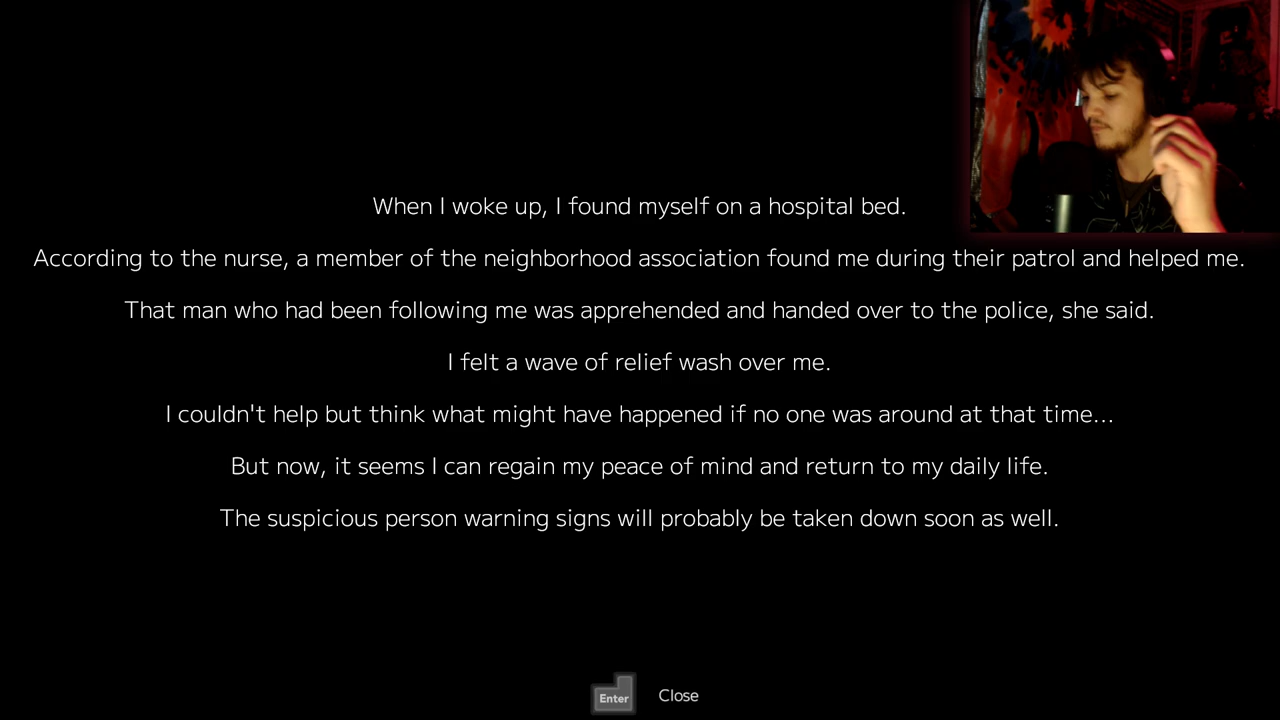 When I woke up, I found myself on a hospital bed.
According to the nurse, a member of the neighborhood association found me during their patrol and helped me.
That man who had been following me was apprehended and handed over to the police, she said.
I felt a wave of relief wash over me.
I couldn't help but think what might have happened if no one was around at that time...
But now, it seems I can regain my peace of mind and return to my daily life.
The suspicious person warning signs will probably be taken down soon as well.
Enter Close